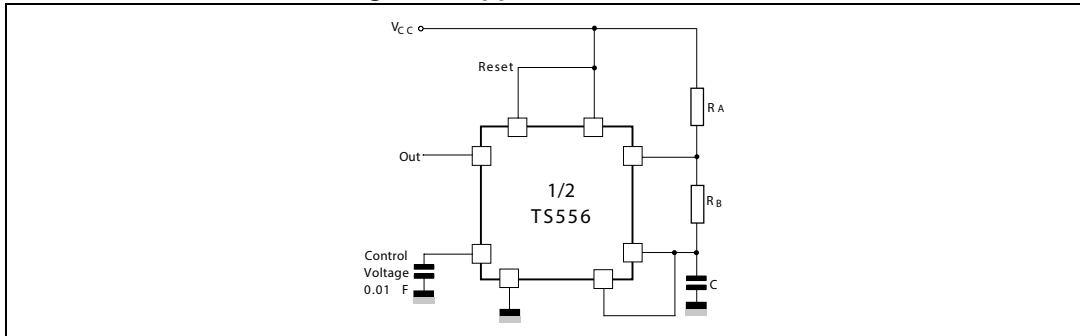 VCC
Reset
RA
Out
1/2
TS556
RB
Control
Voltage
0.01 F
C